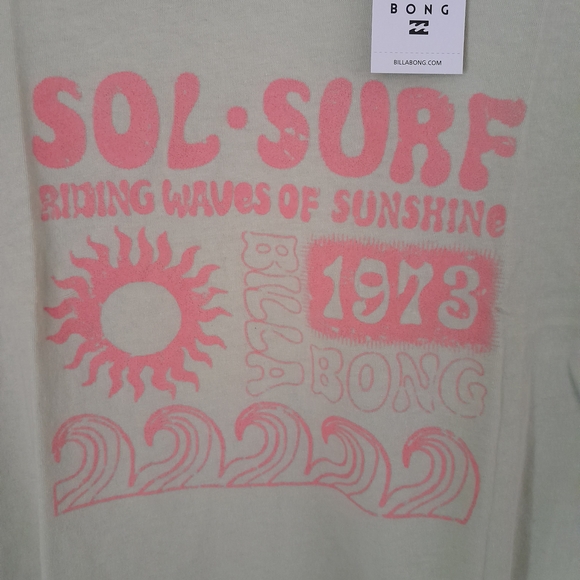 BONG
BILLABONG.COM
SOL·SURF
RIDING WAVes OF SUNSHINe
BILLA
1973
BONG